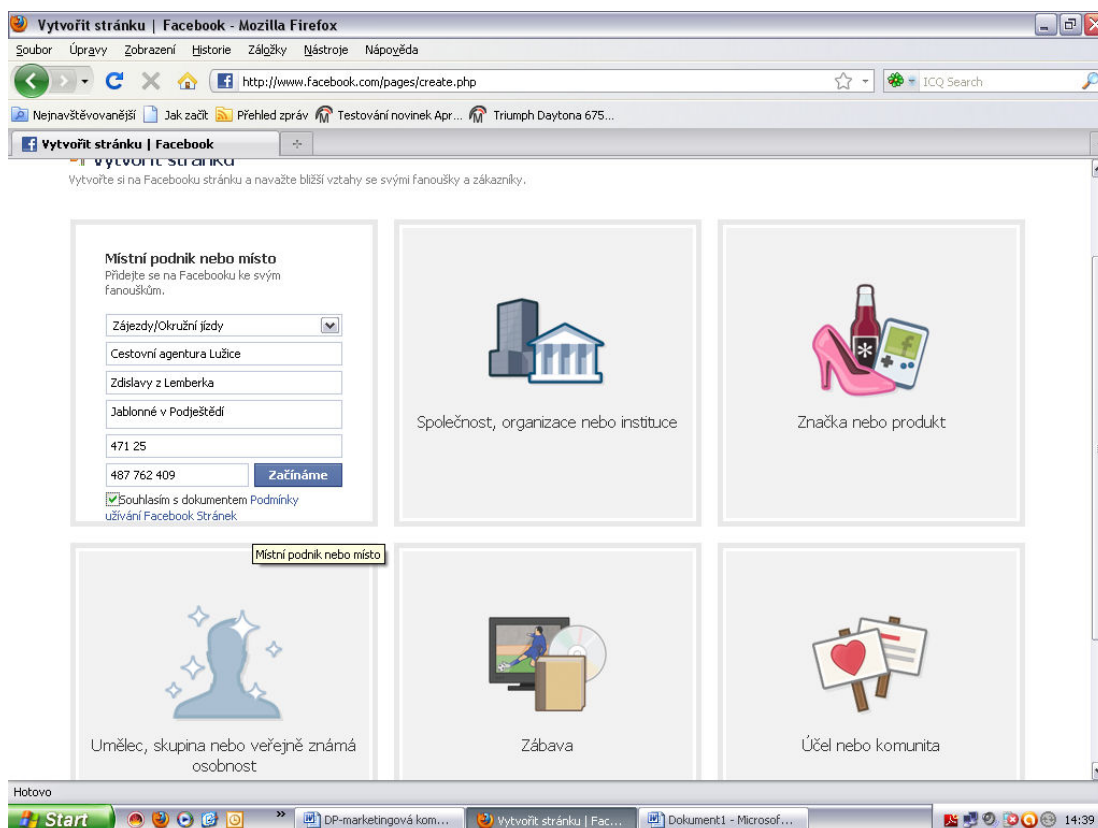 Vytvořit stránku | Facebook - Mozilla Firefox
Soubor Úpravy Zobrazení Historie Záložky Nástroje Nápověda
http://www.facebook.com/pages/create.php ICQ Search
Nejnavštěvovanější Jak začít Přehled zpráv Testování novinek Apr... Triumph Daytona 675...
Vytvořit stránku | Facebook
Vytvořit stránku
Vytvořte si na Facebooku stránku a navažte bližší vztahy se svými fanoušky a zákazníky.
Místní podnik nebo místo
Přidejte se na Facebooku ke svým
fanouškům.
Zájezdy/Okružní jízdy
Cestovní agentura Lužice
Zdislavy z Lemberka
Jablonné v Podještědí
471 25
487 762 409 Začínáme
Souhlasím s dokumentem Podmínky
užívání Facebook Stránek
Společnost, organizace nebo instituce
Značka nebo produkt
Místní podnik nebo místo
Umělec, skupina nebo veřejně známá
osobnost
Zábava
Účel nebo komunita
Hotovo
Start DP-marketingová kom... Vytvořit stránku | Fac... Dokument1 - Microsof... 14:39